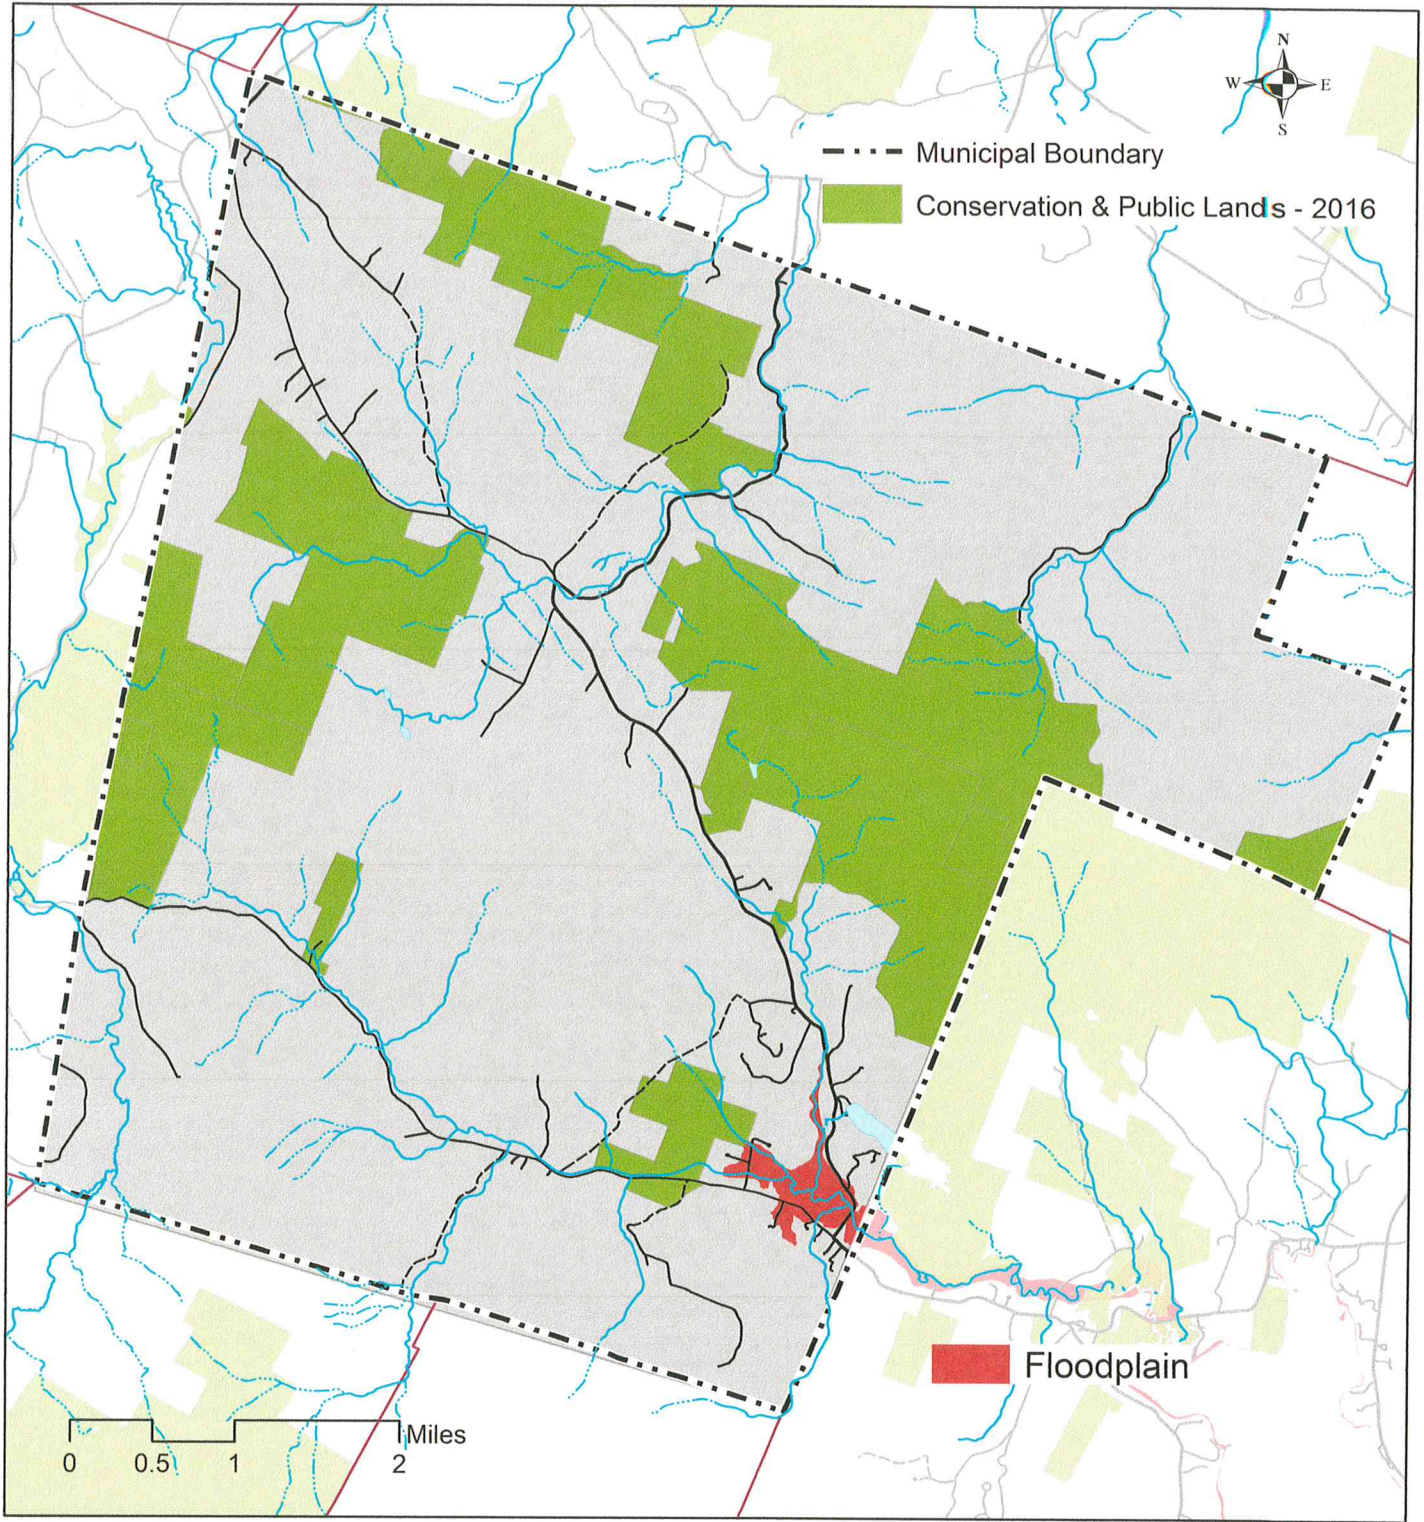 N
W E
S
Municipal Boundary
Conservation & Public Lands - 2016
Floodplain
Miles
0 0.5 1 2